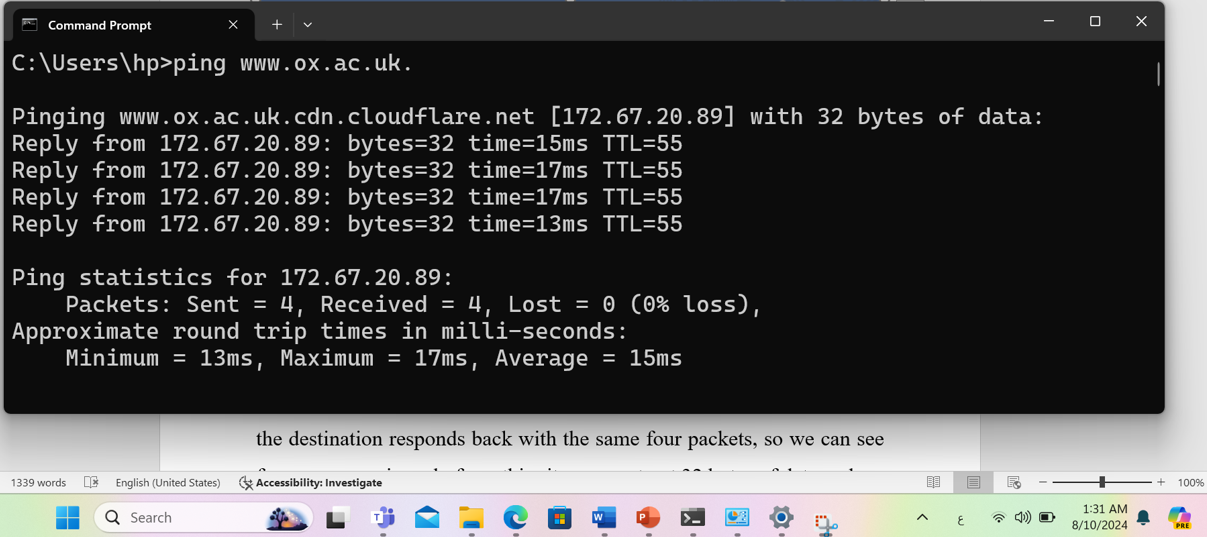 Command Prompt
C:\Users\hp>ping www.ox.ac.uk.
Pinging www.ox.ac.uk.cdn.cloudflare.net [172.67.20.89] with 32 bytes of data:
Reply from 172.67.20.89: bytes=32 time=15ms TTL=55
Reply from 172.67.20.89: bytes=32 time=17ms TTL=55
Reply from 172.67.20.89: bytes=32 time=17ms TTL=55
Reply from 172.67.20.89: bytes=32 time=13ms TTL=55
Ping statistics for 172.67.20.89:
Packets: Sent = 4, Received = 4, Lost = 0 (0% loss),
Approximate round trip times in milli-seconds:
Minimum = 13ms, Maximum = 17ms, Average = 15ms
the destination responds back with the same four packets, so we can see
1339 words English (United States) Accessibility: Investigate 100%
Search
ع
1:31 AM
8/10/2024
PRE